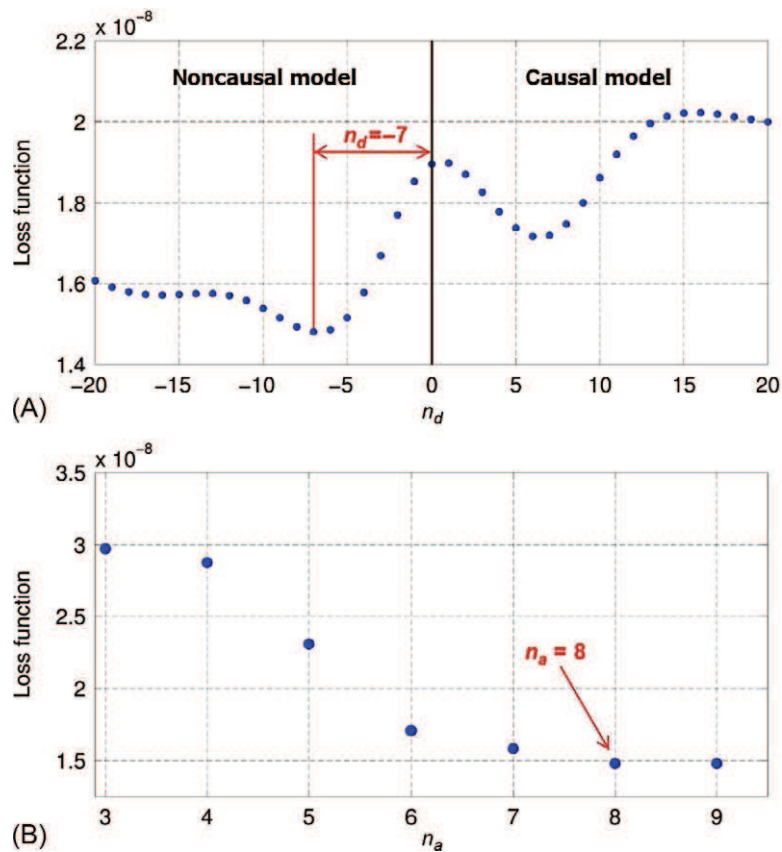 × 10⁻⁸
2.2
Noncausal model
Causal model
2
n_d=–7
1.8
1.6
1.4
Loss function
–20 –15 –10 –5 0 5 10 15 20
n_d
(A)
× 10⁻⁸
3.5
3
2.5
n_a = 8
2
1.5
Loss function
3 4 5 6 7 8 9
n_a
(B)